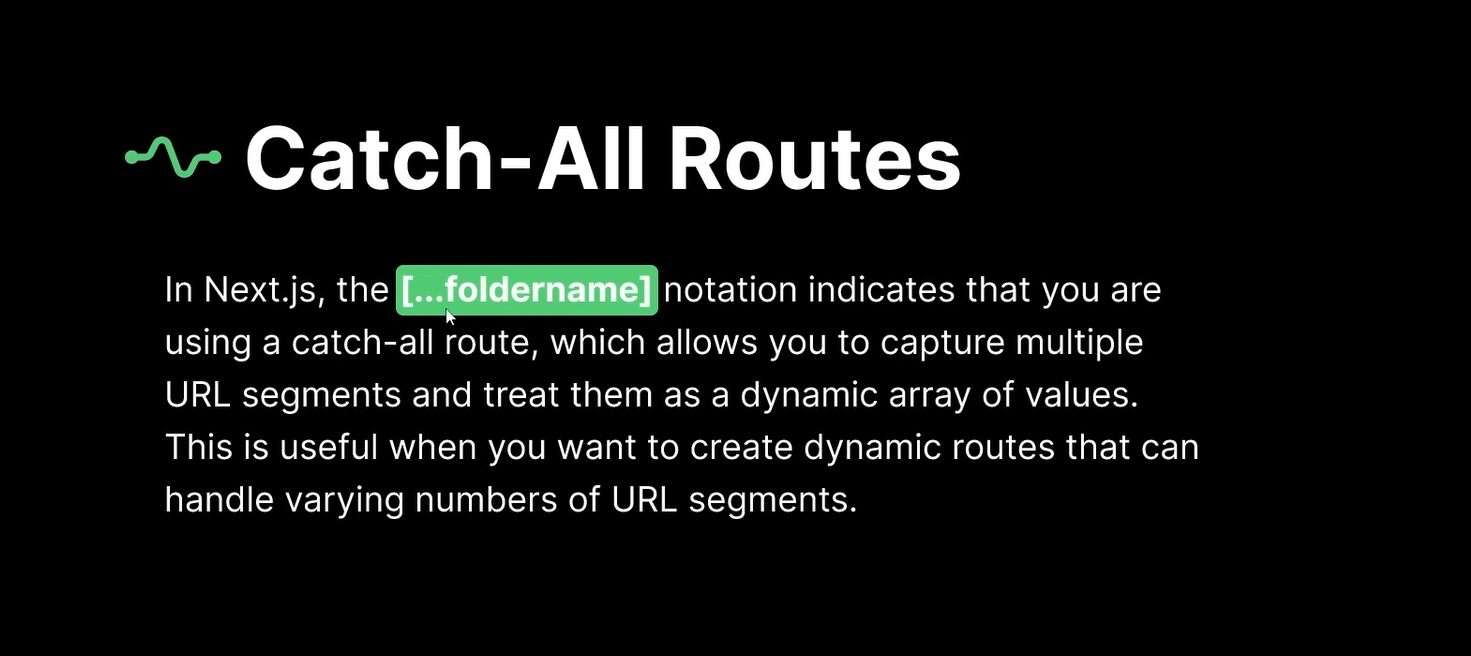 Catch-All Routes
In Next.js, the [...foldername] notation indicates that you are
using a catch-all route, which allows you to capture multiple
URL segments and treat them as a dynamic array of values.
This is useful when you want to create dynamic routes that can
handle varying numbers of URL segments.